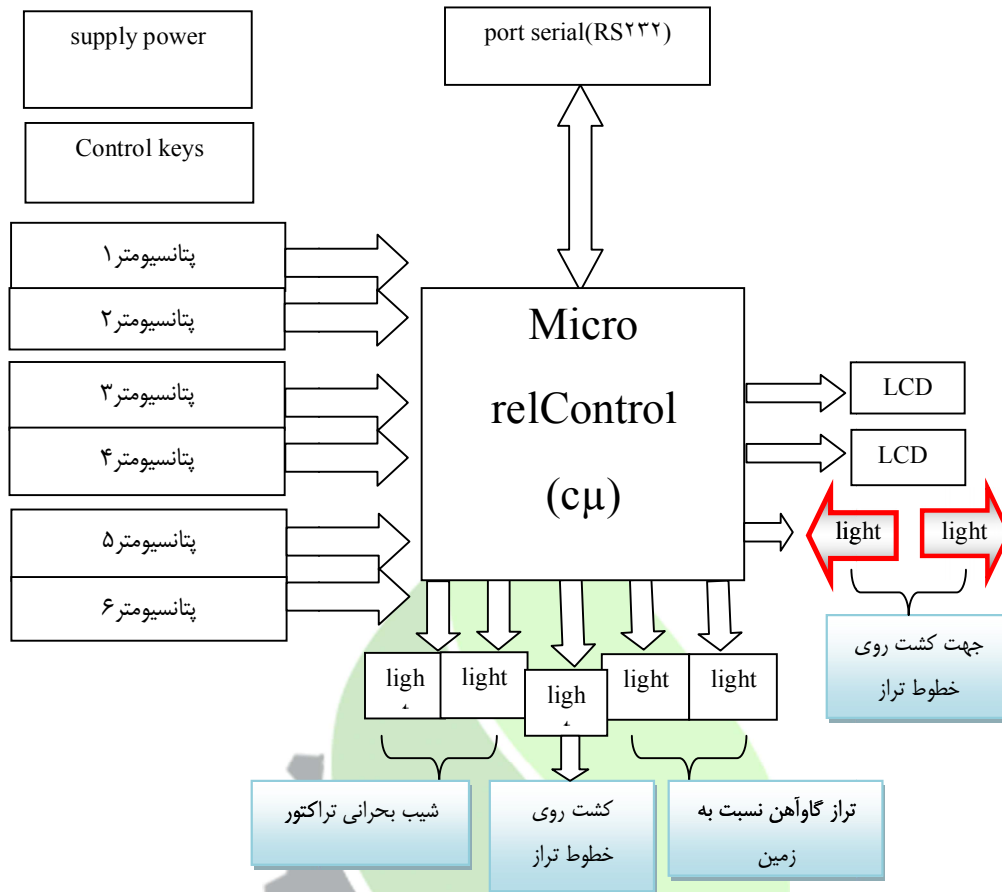 supply power
port serial(RS۲۳۲)
Control keys
پتانسیومتر۱
پتانسیومتر۲
پتانسیومتر۳
پتانسیومتر۴
پتانسیومتر۵
پتانسیومتر۶
Micro
relControl
(cμ)
LCD
LCD
light
light
جهت کشت روی
خطوط تراز
ligh
light
ligh
light
light
شیب بحرانی تراکتور
کشت روی
خطوط تراز
تراز گاوآهن نسبت به
زمین